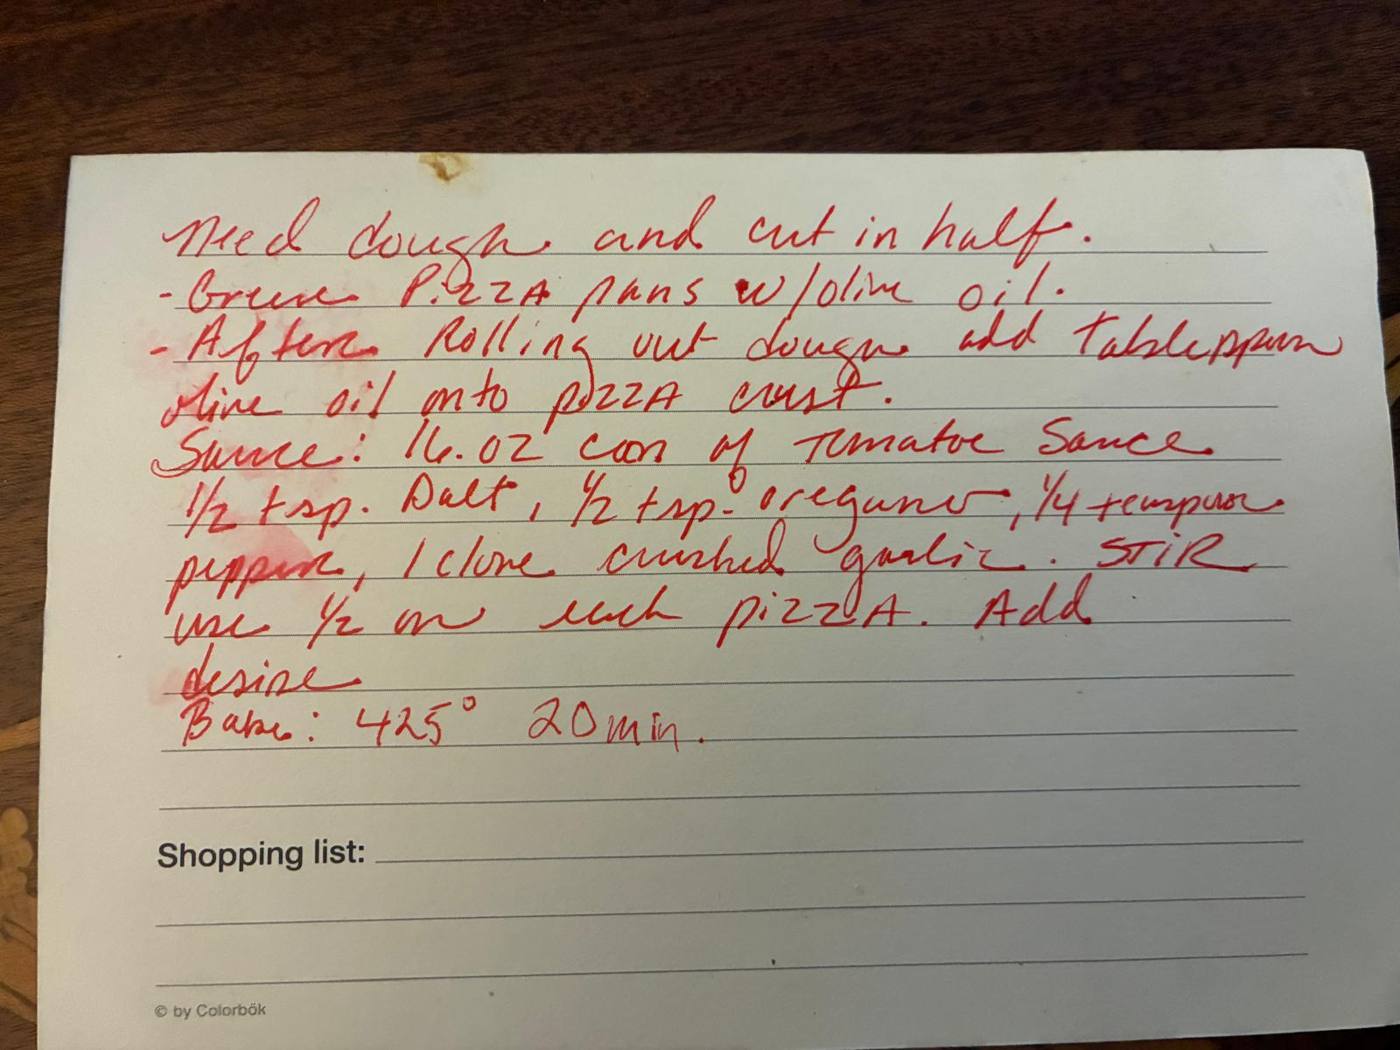 Need dough and cut in half.
- Grease PizzA pans w/olive oil.
- After Rolling out dough add Tablespoon
olive oil onto pizzA crust.
Sauce: 16.oz can of Tomatoe Sauce
1/2 tsp. Salt, 1/2 tsp. oregano, 1/4 teaspoon
pepper, 1 clove crushed garlic. STIR
use 1/2 on each pizzA. Add
desire
Bake: 425° 20 min.
Shopping list:
© by Colorbök